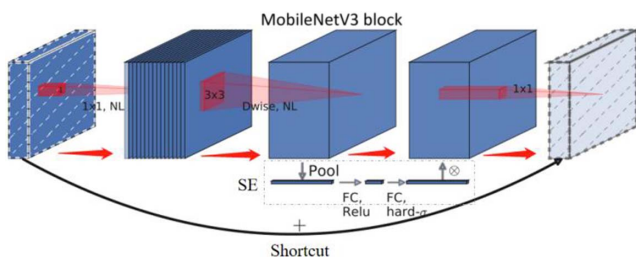 MobileNetV3 block
1x1, NL
3x3
Dwise, NL
1x1
Pool
⊗
SE
FC,
Relu
FC,
hard-σ
+
Shortcut